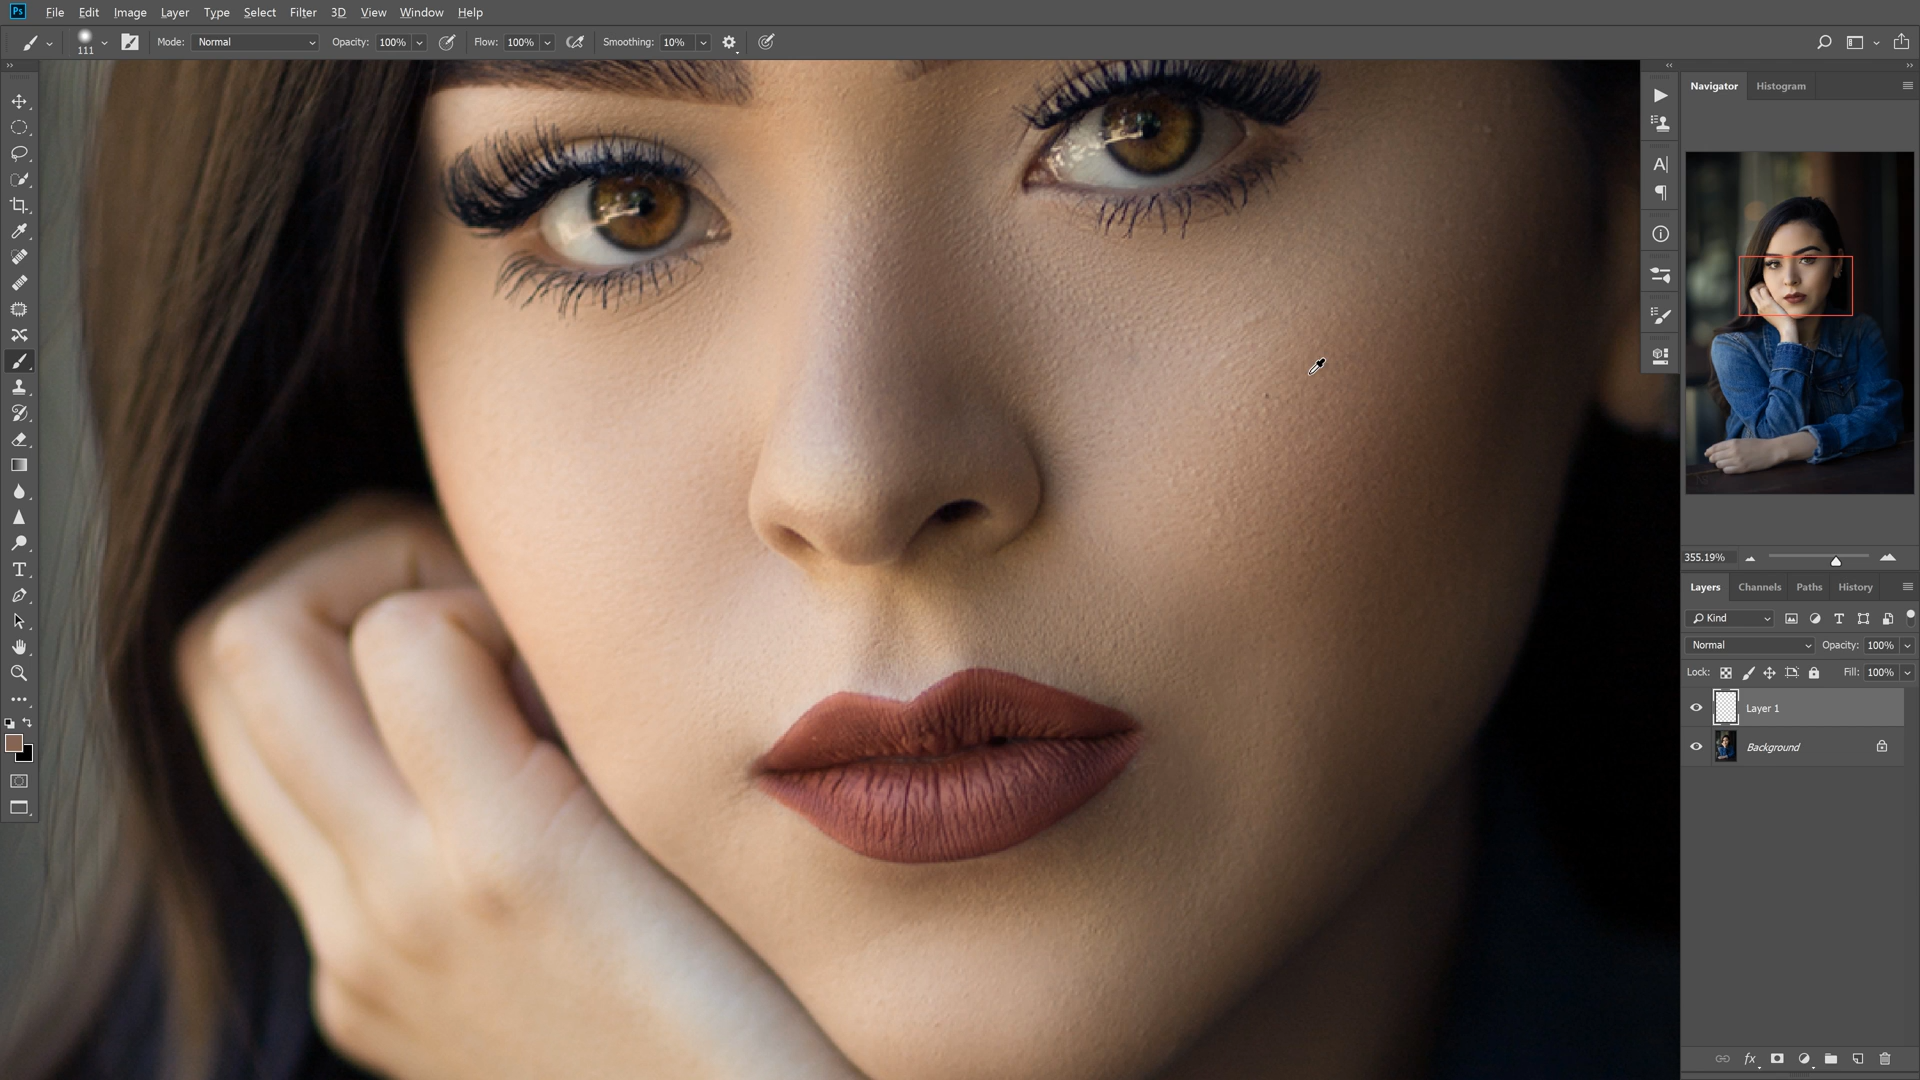 Ps File Edit Image Layer Type Select Filter 3D View Window Help
111 Mode: Normal Opacity: 100% Flow: 100% Smoothing: 10%
Navigator Histogram
355.19%
Layers Channels Paths History
Kind
Normal Opacity: 100%
Lock: Fill: 100%
Layer 1
Background
fx